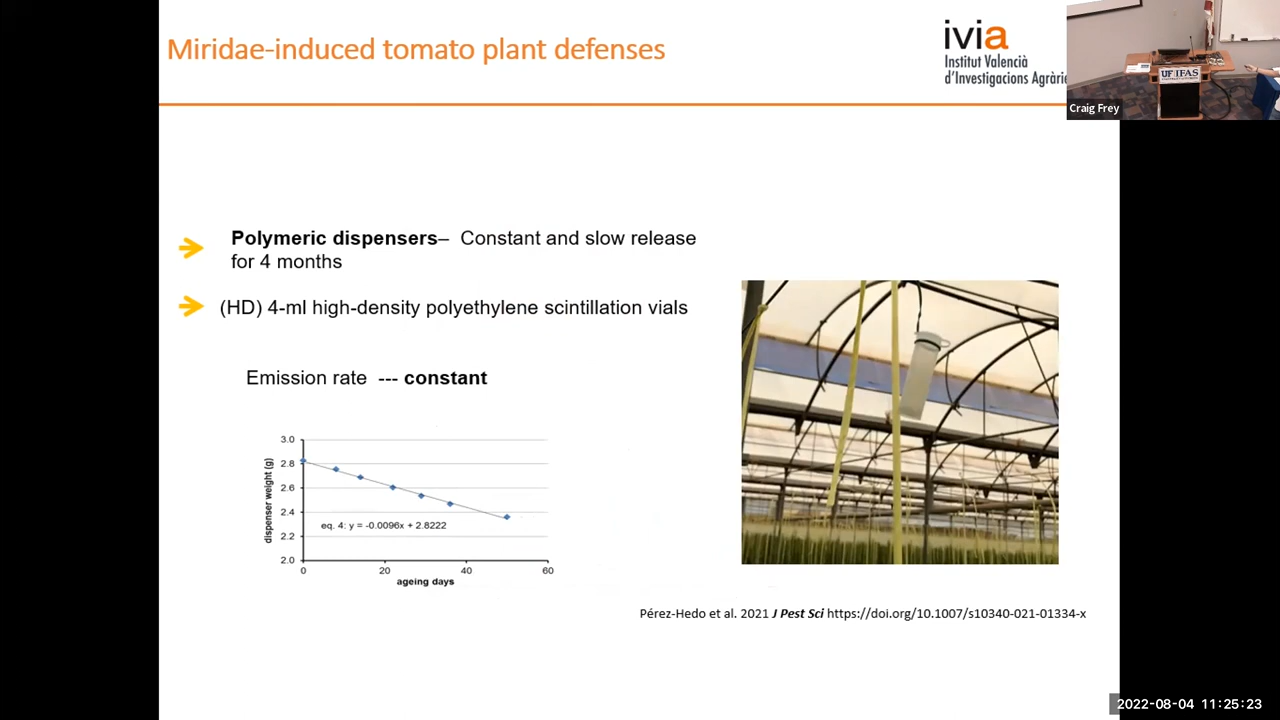 Miridae-induced tomato plant defenses
ivia
Institut Valencià
d'Investigacions Agràrie
UF IFAS
Craig Frey
Polymeric dispensers– Constant and slow release
for 4 months
(HD) 4-ml high-density polyethylene scintillation vials
Emission rate --- constant
3.0
2.8
2.6
2.4
2.2
2.0
dispenser weight (g)
eq. 4: y = -0.0096x + 2.8222
0 20 40 60
ageing days
Pérez-Hedo et al. 2021 J Pest Sci https://doi.org/10.1007/s10340-021-01334-x
2022-08-04 11:25:23